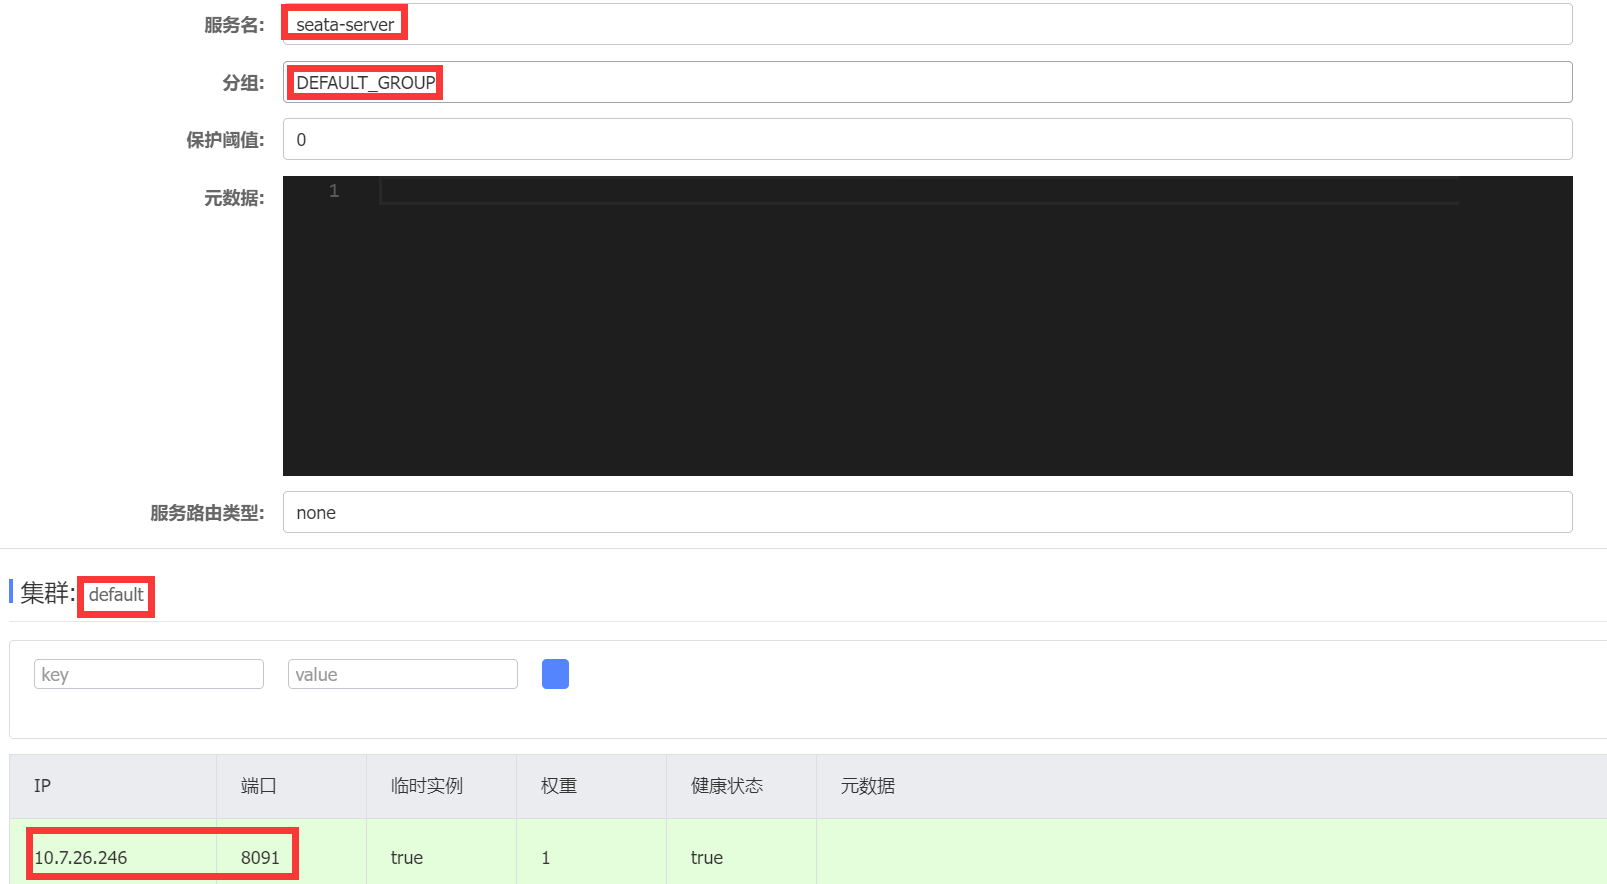 服务名: seata-server
分组: DEFAULT_GROUP
保护阈值: 0
元数据: 1
服务路由类型: none
集群: default
key value
IP 端口 临时实例 权重 健康状态 元数据
10.7.26.246 8091 true 1 true